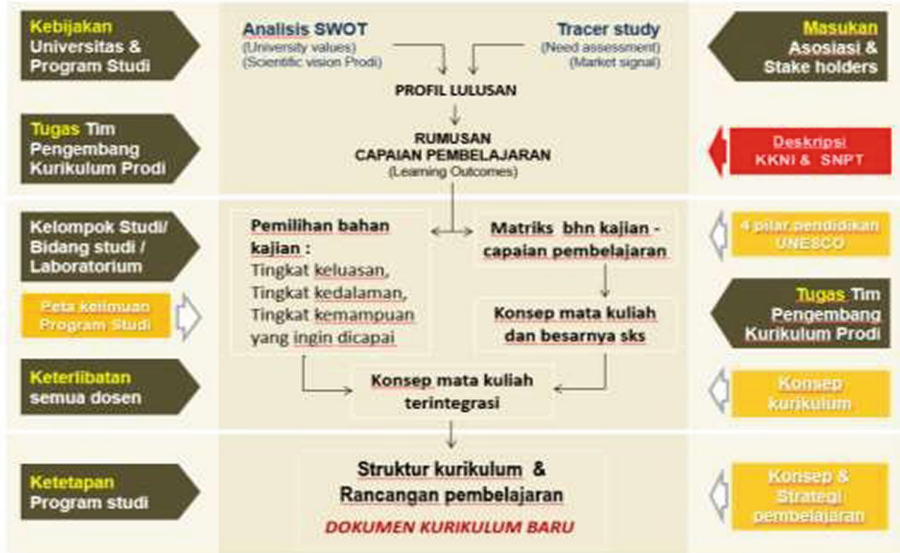 Kebijakan
Universitas &
Program Studi
Analisis SWOT
(University values)
(Scientific vision Prodi)
Tracer study
(Need assessment)
(Market signal)
Masukan
Asosiasi &
Stake holders
PROFIL LULUSAN
Tugas Tim
Pengembang
Kurikulum Prodi
RUMUSAN
CAPAIAN PEMBELAJARAN
(Learning Outcomes)
Deskripsi
KKNI & SNPT
Kelompok Studi/
Bidang studi /
Laboratorium
Pemilihan bahan
kajian :
Tingkat keluasan,
Tingkat kedalaman,
Tingkat kemampuan
yang ingin dicapai
Matriks bhn kajian -
capaian pembelajaran
4 pilar pendidikan
UNESCO
Peta keilmuan
Program Studi
Konsep mata kuliah
dan besarnya sks
Tugas Tim
Pengembang
Kurikulum Prodi
Keterlibatan
semua dosen
Konsep mata kuliah
terintegrasi
Konsep
kurikulum
Ketetapan
Program studi
Struktur kurikulum &
Rancangan pembelajaran
DOKUMEN KURIKULUM BARU
Konsep &
Strategi
pembelajaran